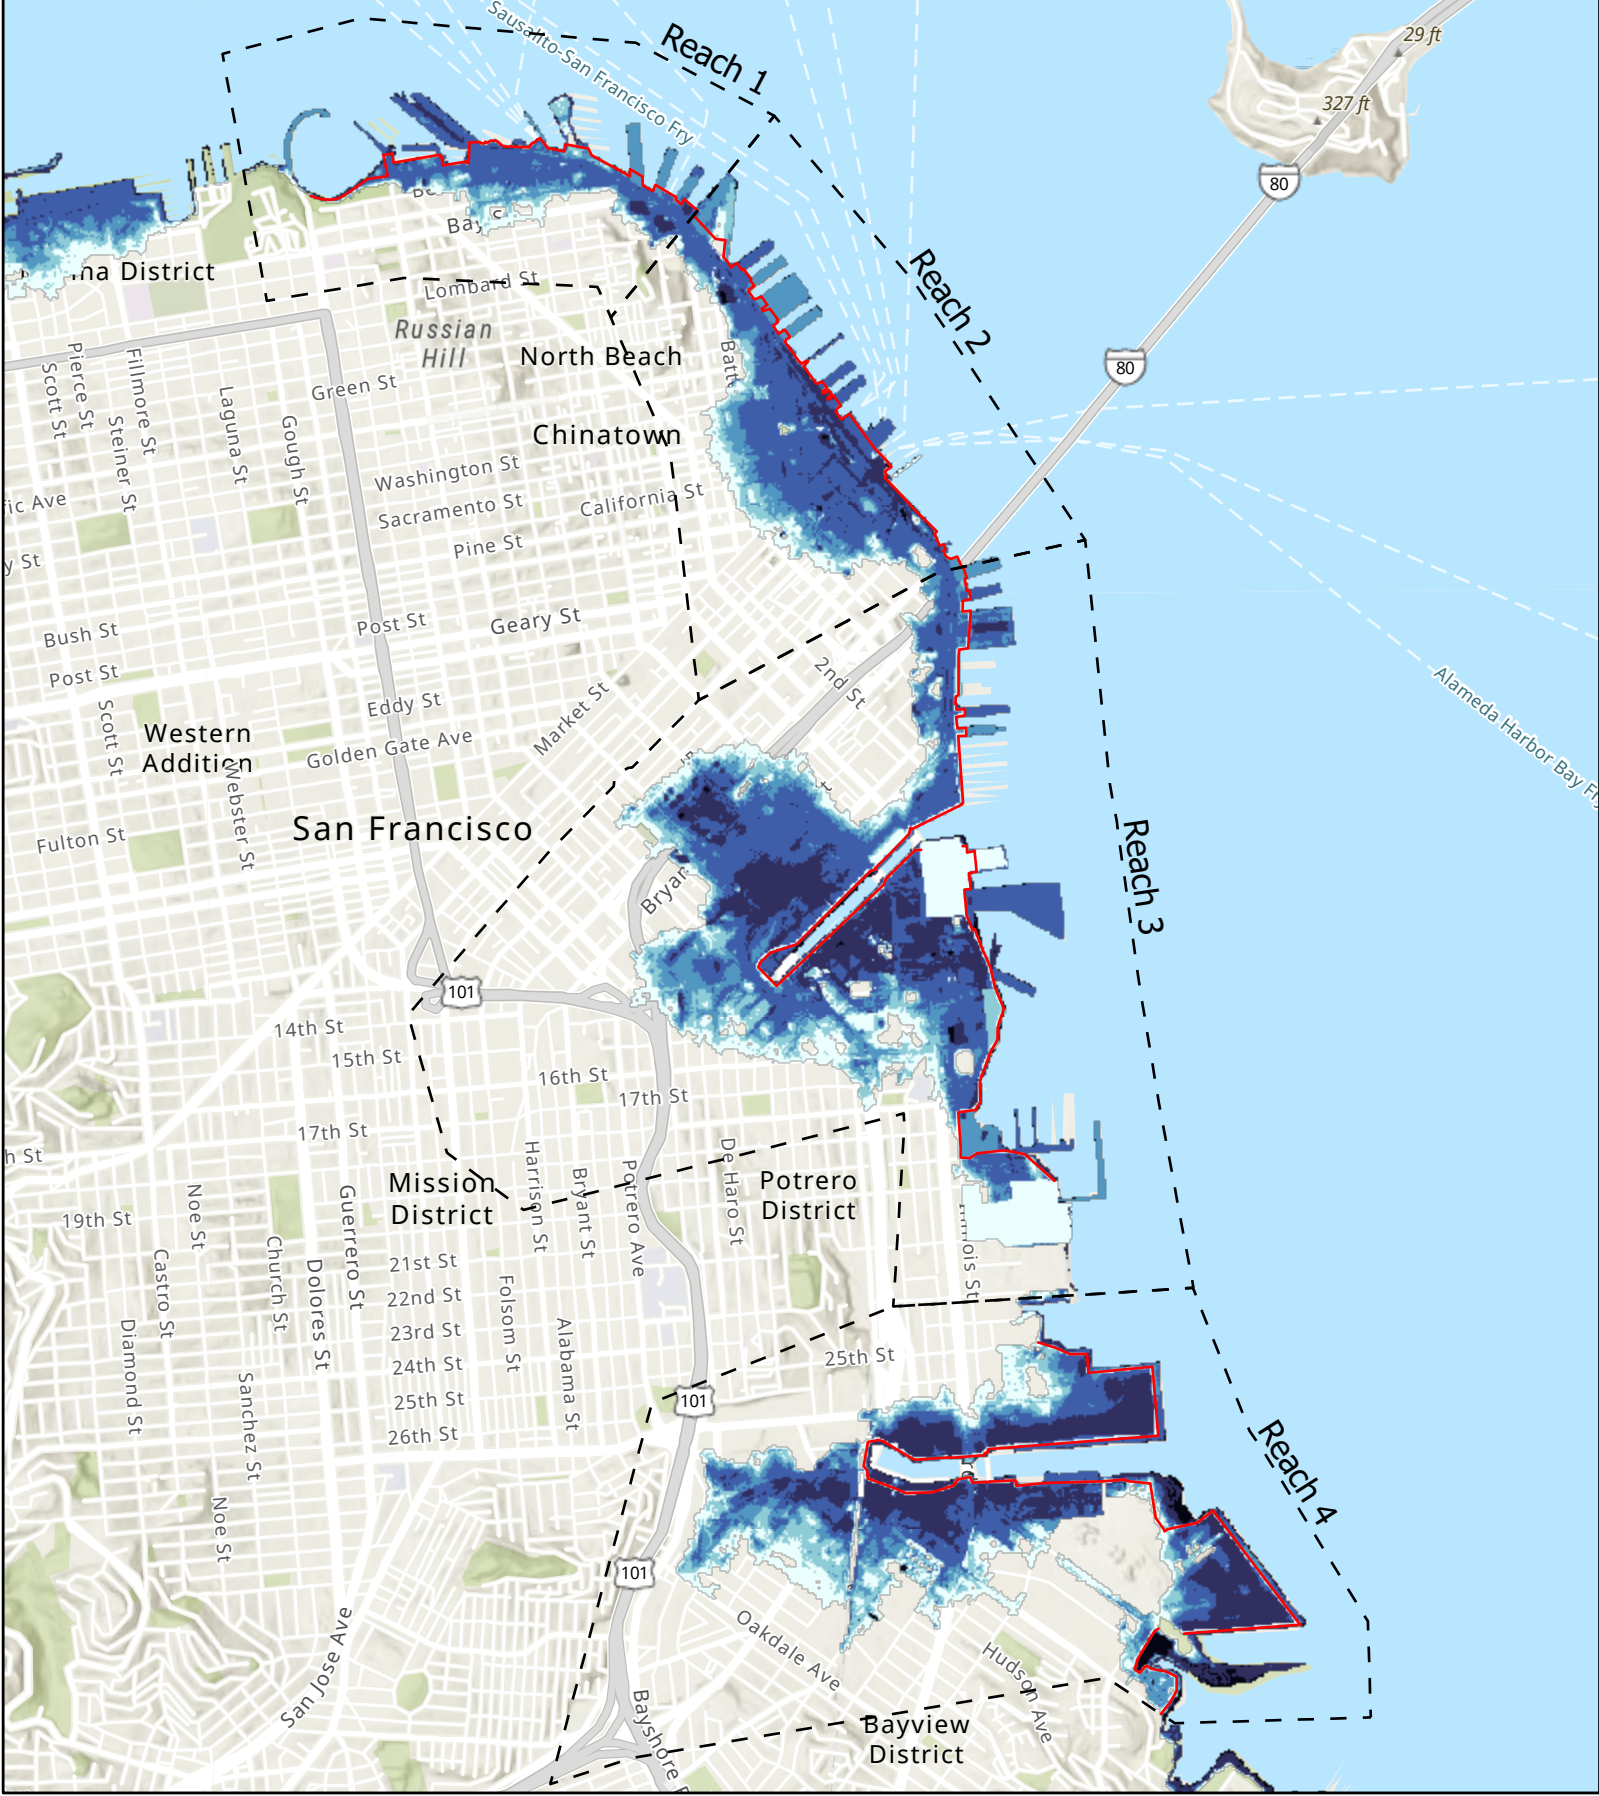 Sausalito-San Francisco Fry
Reach 1
29 ft
327 ft
80
Bay
Lombard St
Russian
Hill
North Beach
Reach 2
80
Pierce St
Scott St
Fillmore St
Steiner St
Laguna St
Gough St
Green St
Chinatown
Washington St
Sacramento St
California St
Pine St
Bush St
Post St
Post St
Geary St
Eddy St
Golden Gate Ave
Market St
2nd St
Scott St
Western
Addition
Webster St
Fulton St
San Francisco
Alameda Harbor Bay Fry
Reach 3
101
14th St
15th St
16th St
17th St
17th St
Mission
District
Potrero
District
Harrison St
Bryant St
Potrero Ave
De Haro St
19th St
Noe St
Castro St
Church St
Guerrero St
Dolores St
21st St
22nd St
23rd St
24th St
25th St
26th St
Folsom St
Alabama St
25th St
Diamond St
Sanchez St
Noe St
101
101
Reach 4
San Jose Ave
Oakdale Ave
Hudson Ave
Bayview
District